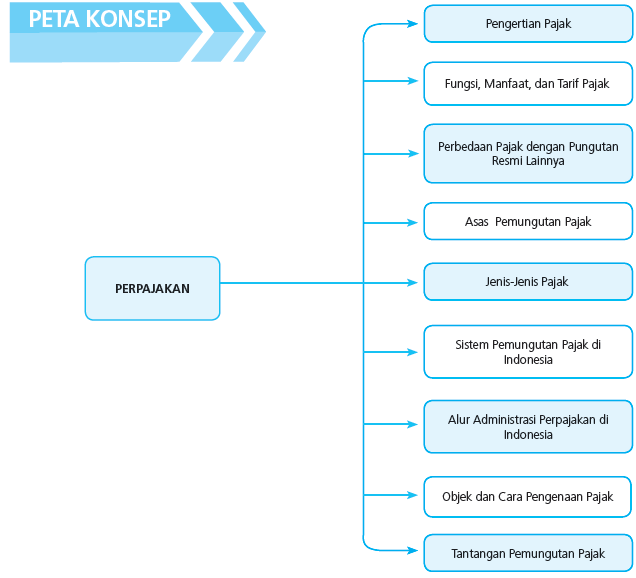 PETA KONSEP
Pengertian Pajak
Fungsi, Manfaat, dan Tarif Pajak
Perbedaan Pajak dengan Pungutan
Resmi Lainnya
Asas Pemungutan Pajak
PERPAJAKAN
Jenis-Jenis Pajak
Sistem Pemungutan Pajak di
Indonesia
Alur Administrasi Perpajakan di
Indonesia
Objek dan Cara Pengenaan Pajak
Tantangan Pemungutan Pajak